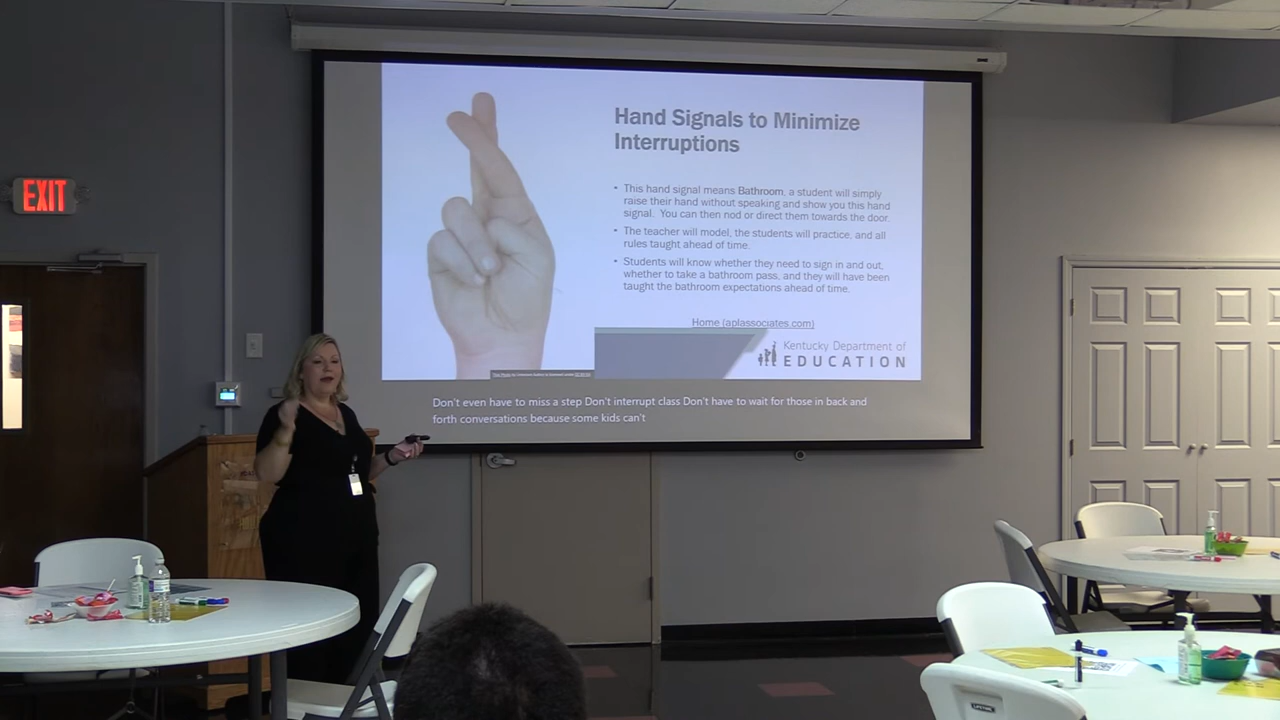 EXIT
Hand Signals to Minimize
Interruptions
• This hand signal means Bathroom, a student will simply
raise their hand without speaking and show you this hand
signal. You can then nod or direct them towards the door.
• The teacher will model, the students will practice, and all
rules taught ahead of time.
• Students will know whether they need to sign in and out,
whether to take a bathroom pass, and they will have been
taught the bathroom expectations ahead of time.
Home (aplassociates.com)
Kentucky Department of
EDUCATION
Don't even have to miss a step Don't interrupt class Don't have to wait for those in back and
forth conversations because some kids can't